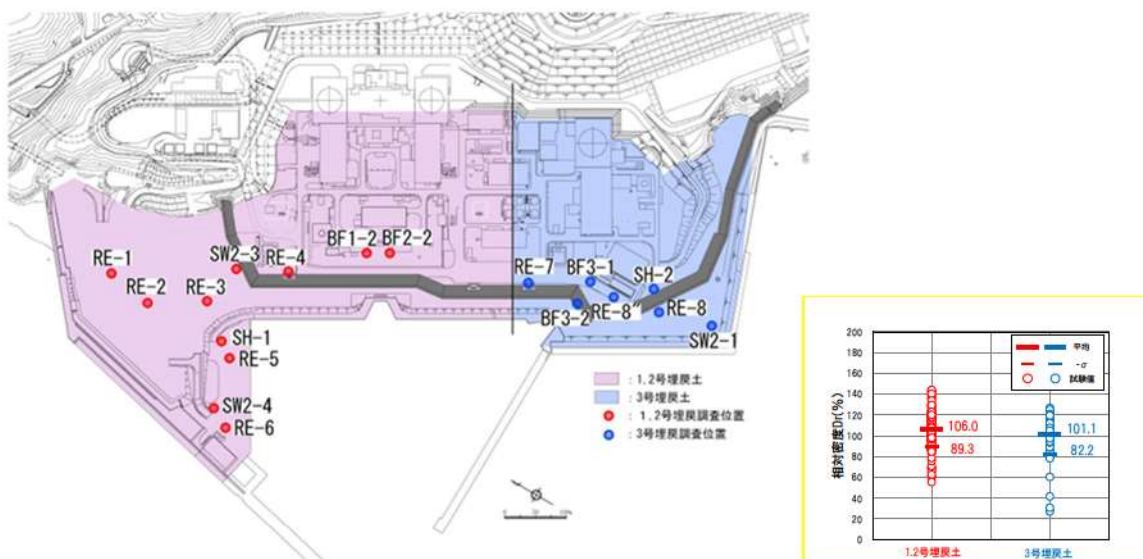 BF1-2 BF2-2
SW2-3 RE-4
RE-1
RE-2
RE-3
RE-7 BF3-1 SH-2
BF3-2 RE-8" RE-8
SW2-1
SH-1
RE-5
SW2-4
RE-6
: 1,2号埋戻土
: 3号埋戻土
: 1,2号埋戻調査位置
: 3号埋戻調査位置
相対密度Dr(%)
200
180
160
140
120
100
80
60
40
20
0
平均
-σ
試験値
106.0
89.3
101.1
82.2
1,2号埋戻土 3号埋戻土